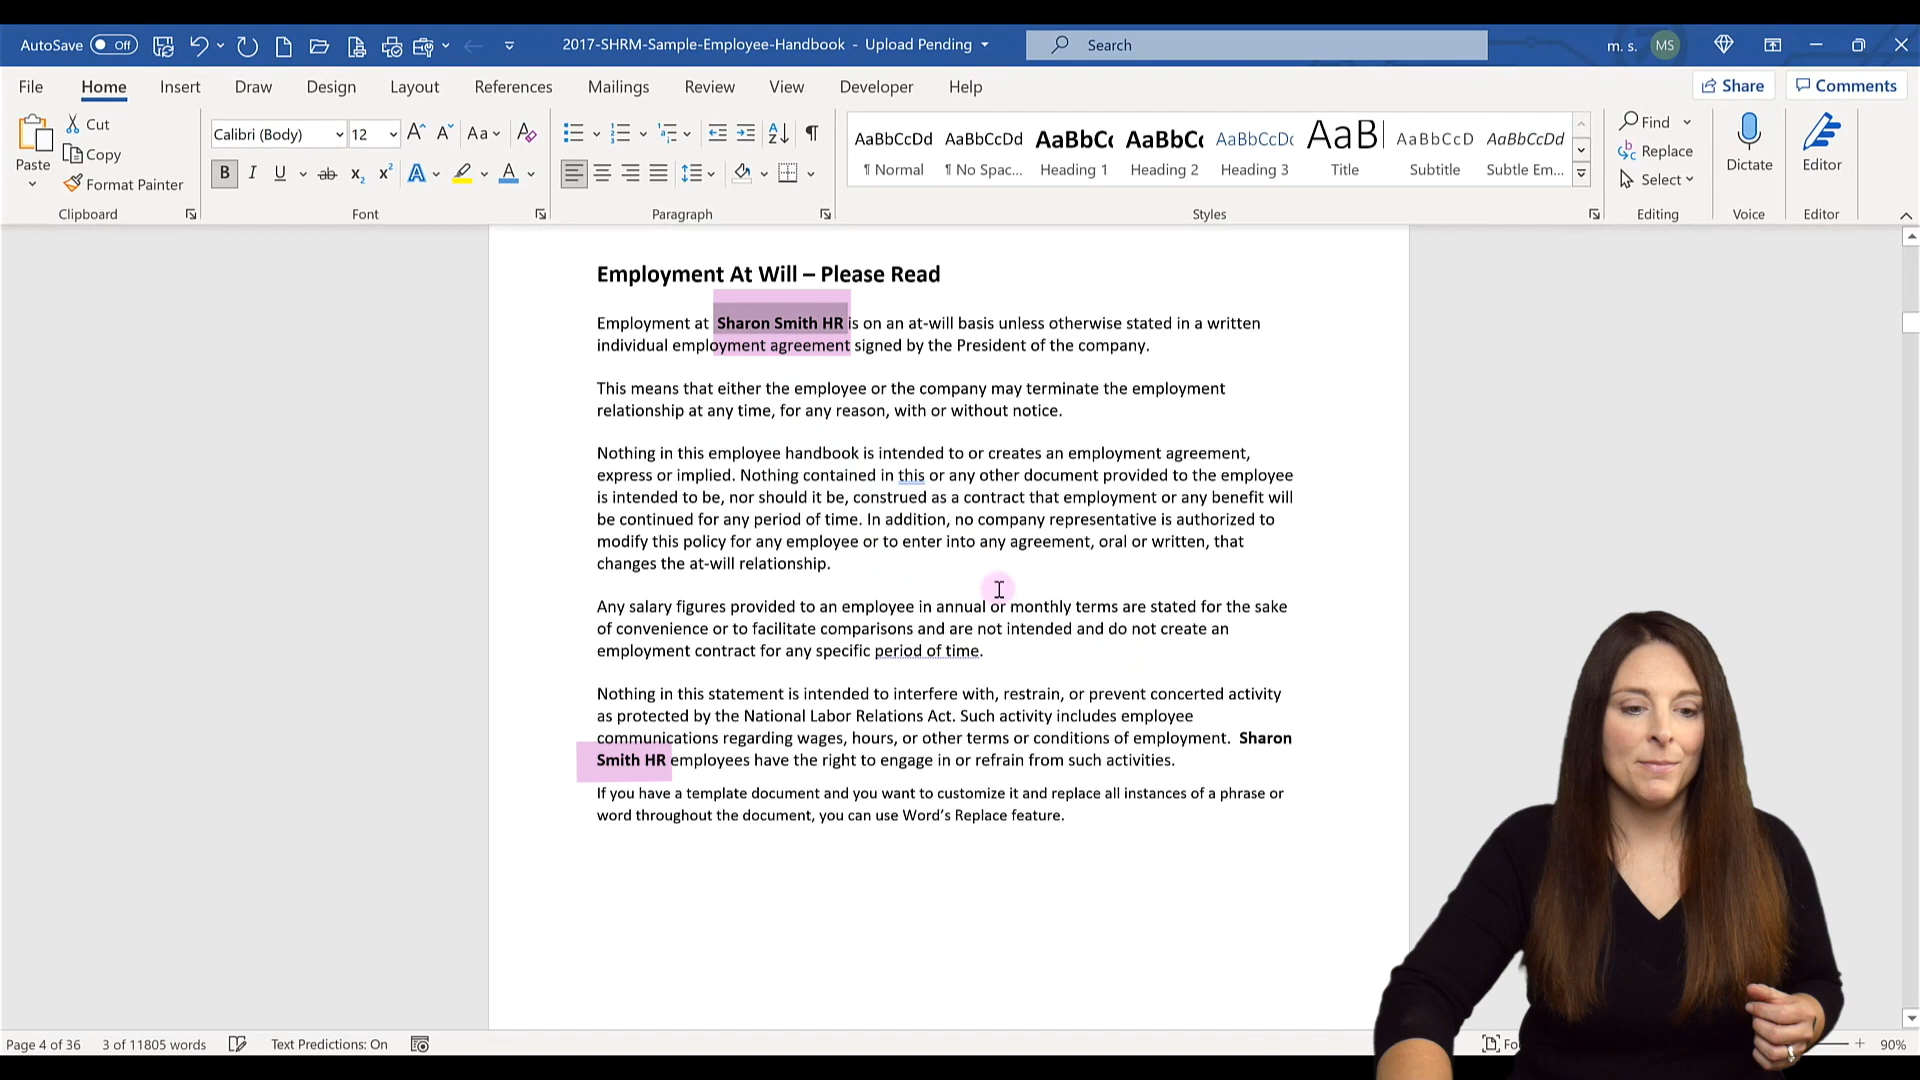 AutoSave Off 2017-SHRM-Sample-Employee-Handbook - Upload Pending Search m. s. MS
File Home Insert Draw Design Layout References Mailings Review View Developer Help Share Comments
Paste Cut Copy Format Painter
Calibri (Body) 12 Aa
B I U ab x₂ x² A A
AaBbCcDd AaBbCcDd AaBbCc AaBbCc AaBbCcDc AaB AaBbCcD AaBbCcDd
¶ Normal ¶ No Spac... Heading 1 Heading 2 Heading 3 Title Subtitle Subtle Em...
Find Replace Select
Dictate Editor
Clipboard Font Paragraph Styles Editing Voice Editor
Employment At Will – Please Read
Employment at Sharon Smith HR is on an at-will basis unless otherwise stated in a written
individual employment agreement signed by the President of the company.
This means that either the employee or the company may terminate the employment
relationship at any time, for any reason, with or without notice.
Nothing in this employee handbook is intended to or creates an employment agreement,
express or implied. Nothing contained in this or any other document provided to the employee
is intended to be, nor should it be, construed as a contract that employment or any benefit will
be continued for any period of time. In addition, no company representative is authorized to
modify this policy for any employee or to enter into any agreement, oral or written, that
changes the at-will relationship.
Any salary figures provided to an employee in annual or monthly terms are stated for the sake
of convenience or to facilitate comparisons and are not intended and do not create an
employment contract for any specific period of time.
Nothing in this statement is intended to interfere with, restrain, or prevent concerted activity
as protected by the National Labor Relations Act. Such activity includes employee
communications regarding wages, hours, or other terms or conditions of employment. Sharon
Smith HR employees have the right to engage in or refrain from such activities.
If you have a template document and you want to customize it and replace all instances of a phrase or
word throughout the document, you can use Word's Replace feature.
Page 4 of 36 3 of 11805 words Text Predictions: On 90%